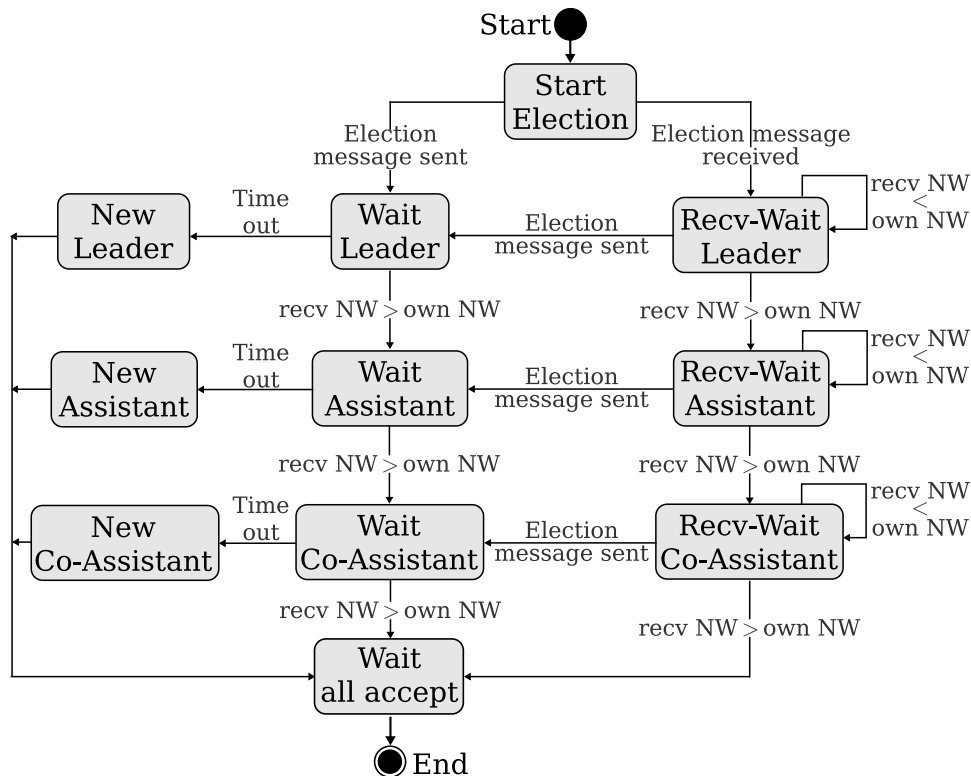 Start
Start
Election
Election
message sent
Election message
received
recv NW
<
own NW
New
Leader
Time
out
Wait
Leader
Election
message sent
Recv-Wait
Leader
recv NW > own NW
recv NW > own NW
New
Assistant
Time
out
Wait
Assistant
Election
message sent
Recv-Wait
Assistant
recv NW
<
own NW
recv NW > own NW
recv NW > own NW
New
Co-Assistant
Time
out
Wait
Co-Assistant
Election
message sent
Recv-Wait
Co-Assistant
recv NW
<
own NW
recv NW > own NW
recv NW > own NW
Wait
all accept
End